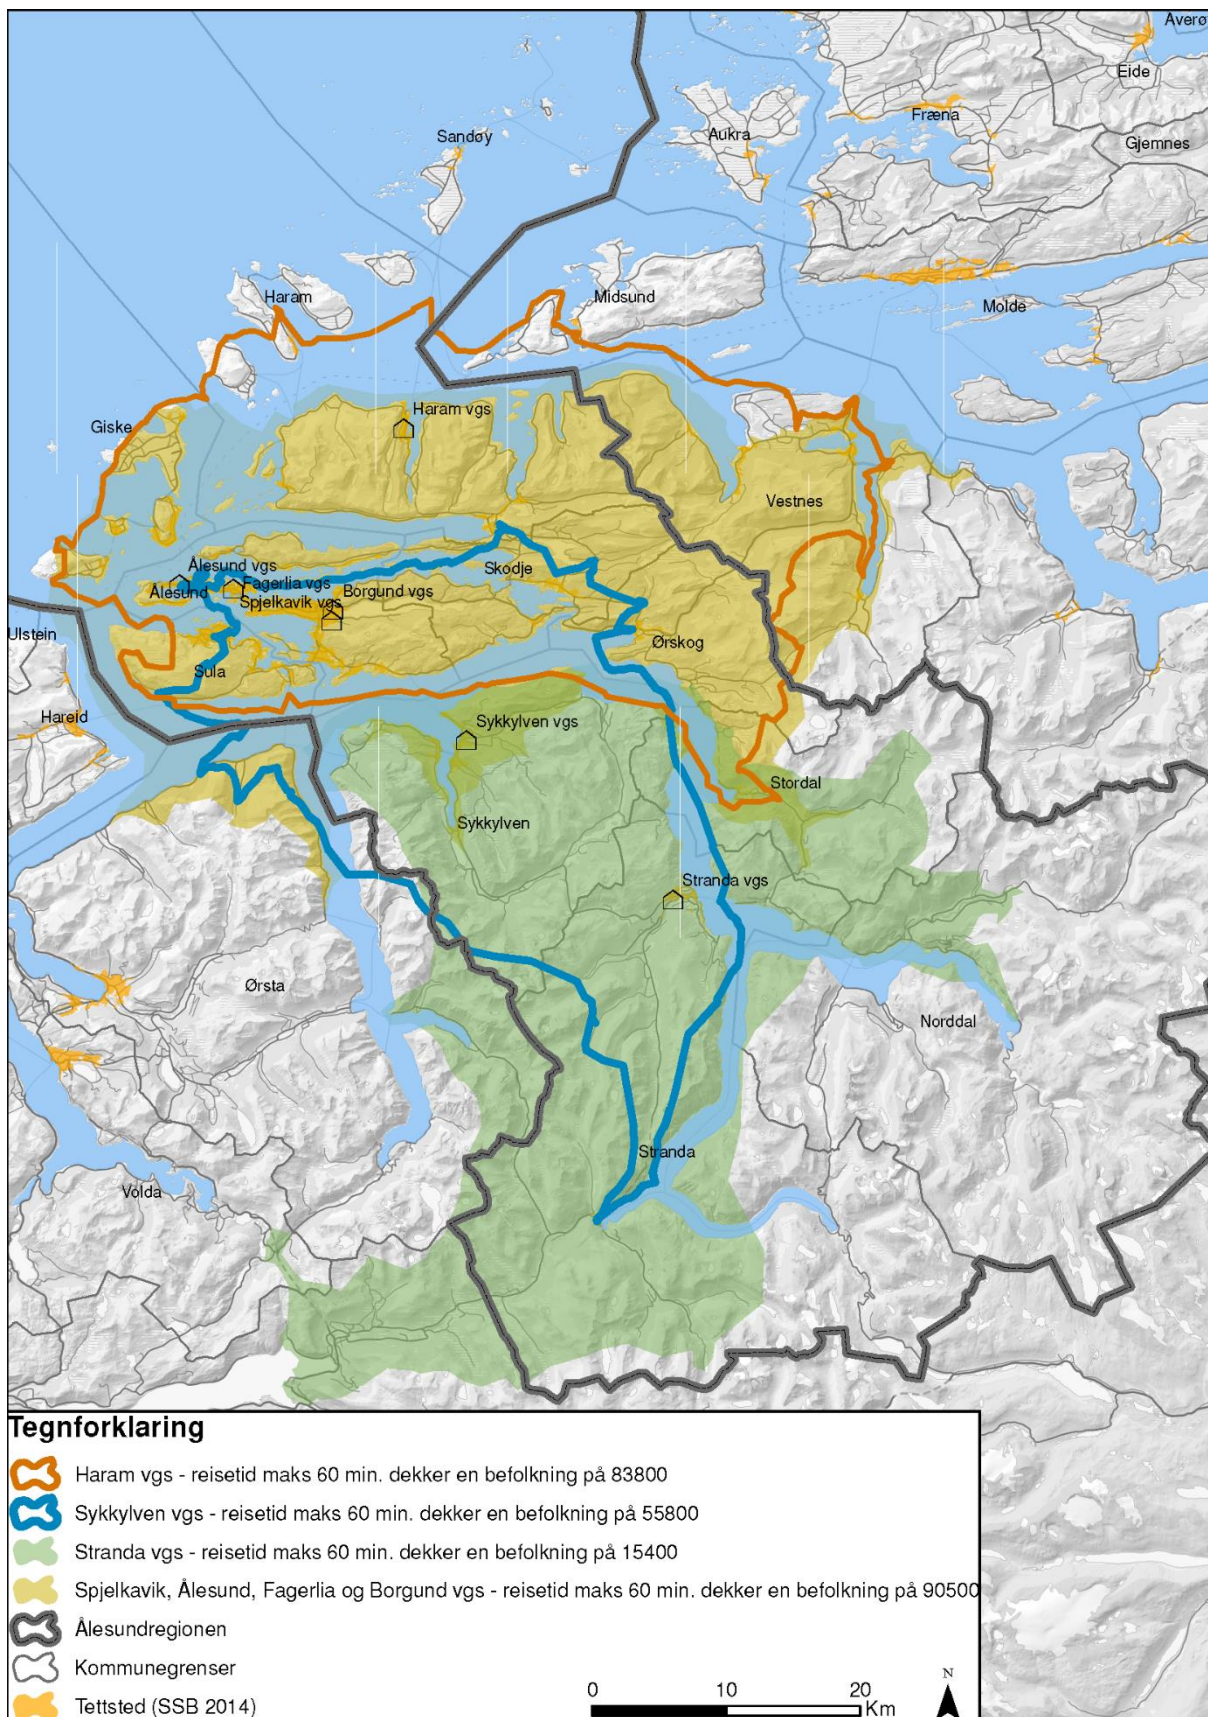 Averø
Eide
Fræna
Aukra
Sandøy
Gjemnes
Haram
Midsund
Molde
Haram vgs
Giske
Vestnes
Ålesund vgs
Skodje
Fagerlia vgs
Borgund vgs
Ålesund
Spjelkavik vgs
Ulstein
Ørskog
Sula
Hareid
Sykkylven vgs
Stordal
Sykkylven
Stranda vgs
Ørsta
Norddal
Stranda
Volda
Tegnforklaring
Haram vgs - reisetid maks 60 min. dekker en befolkning på 83800
Sykkylven vgs - reisetid maks 60 min. dekker en befolkning på 55800
Stranda vgs - reisetid maks 60 min. dekker en befolkning på 15400
Spjelkavik, Ålesund, Fagerlia og Borgund vgs - reisetid maks 60 min. dekker en befolkning på 90500
Ålesundregionen
Kommunegrenser
Tettsted (SSB 2014)
0 10 20
Km
N